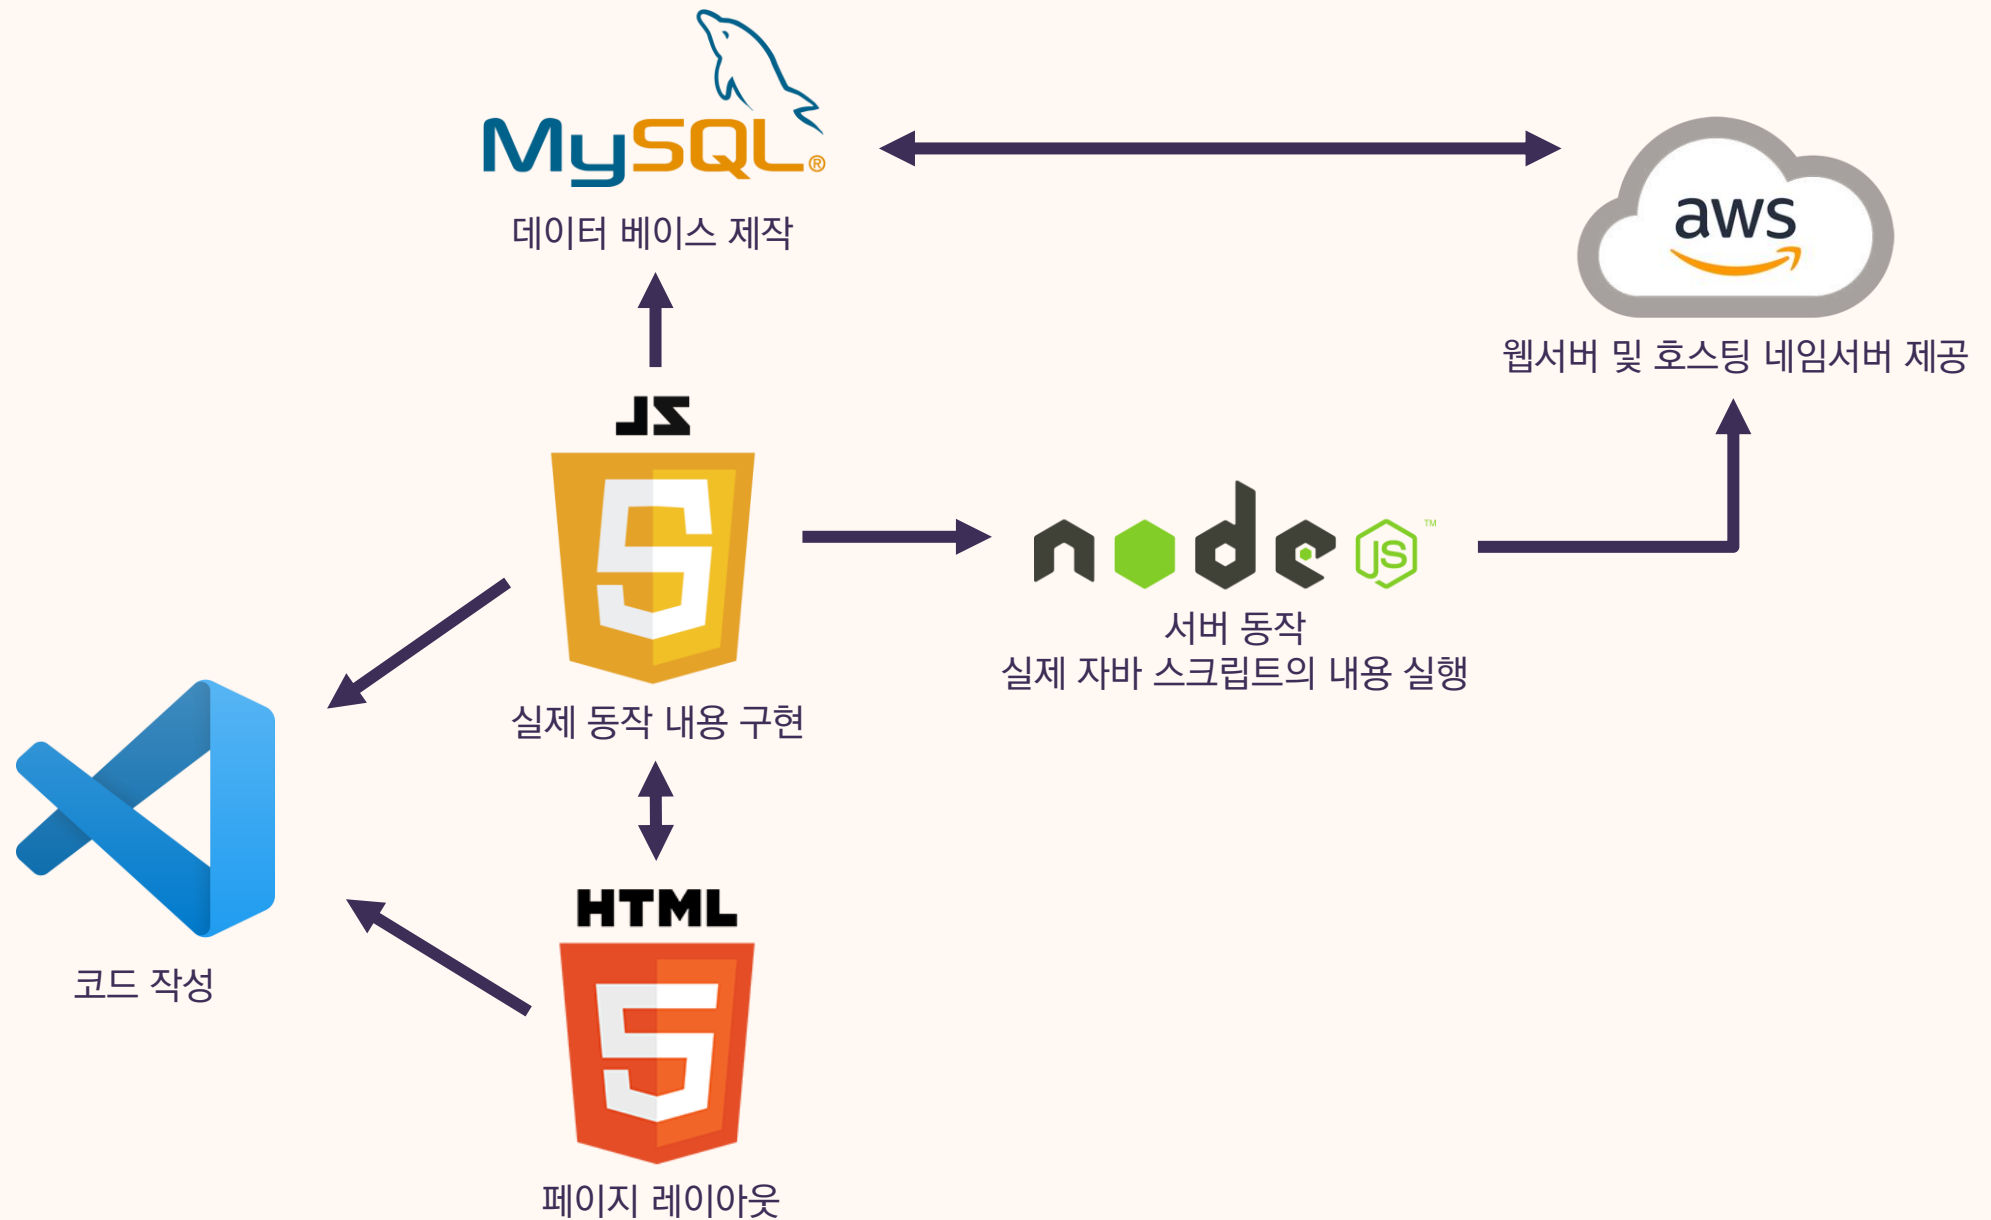 MySQL®
데이터 베이스 제작
aws
웹서버 및 호스팅 네임서버 제공
JS
node JS™
서버 동작
실제 자바 스크립트의 내용 실행
실제 동작 내용 구현
코드 작성
HTML
5
페이지 레이아웃